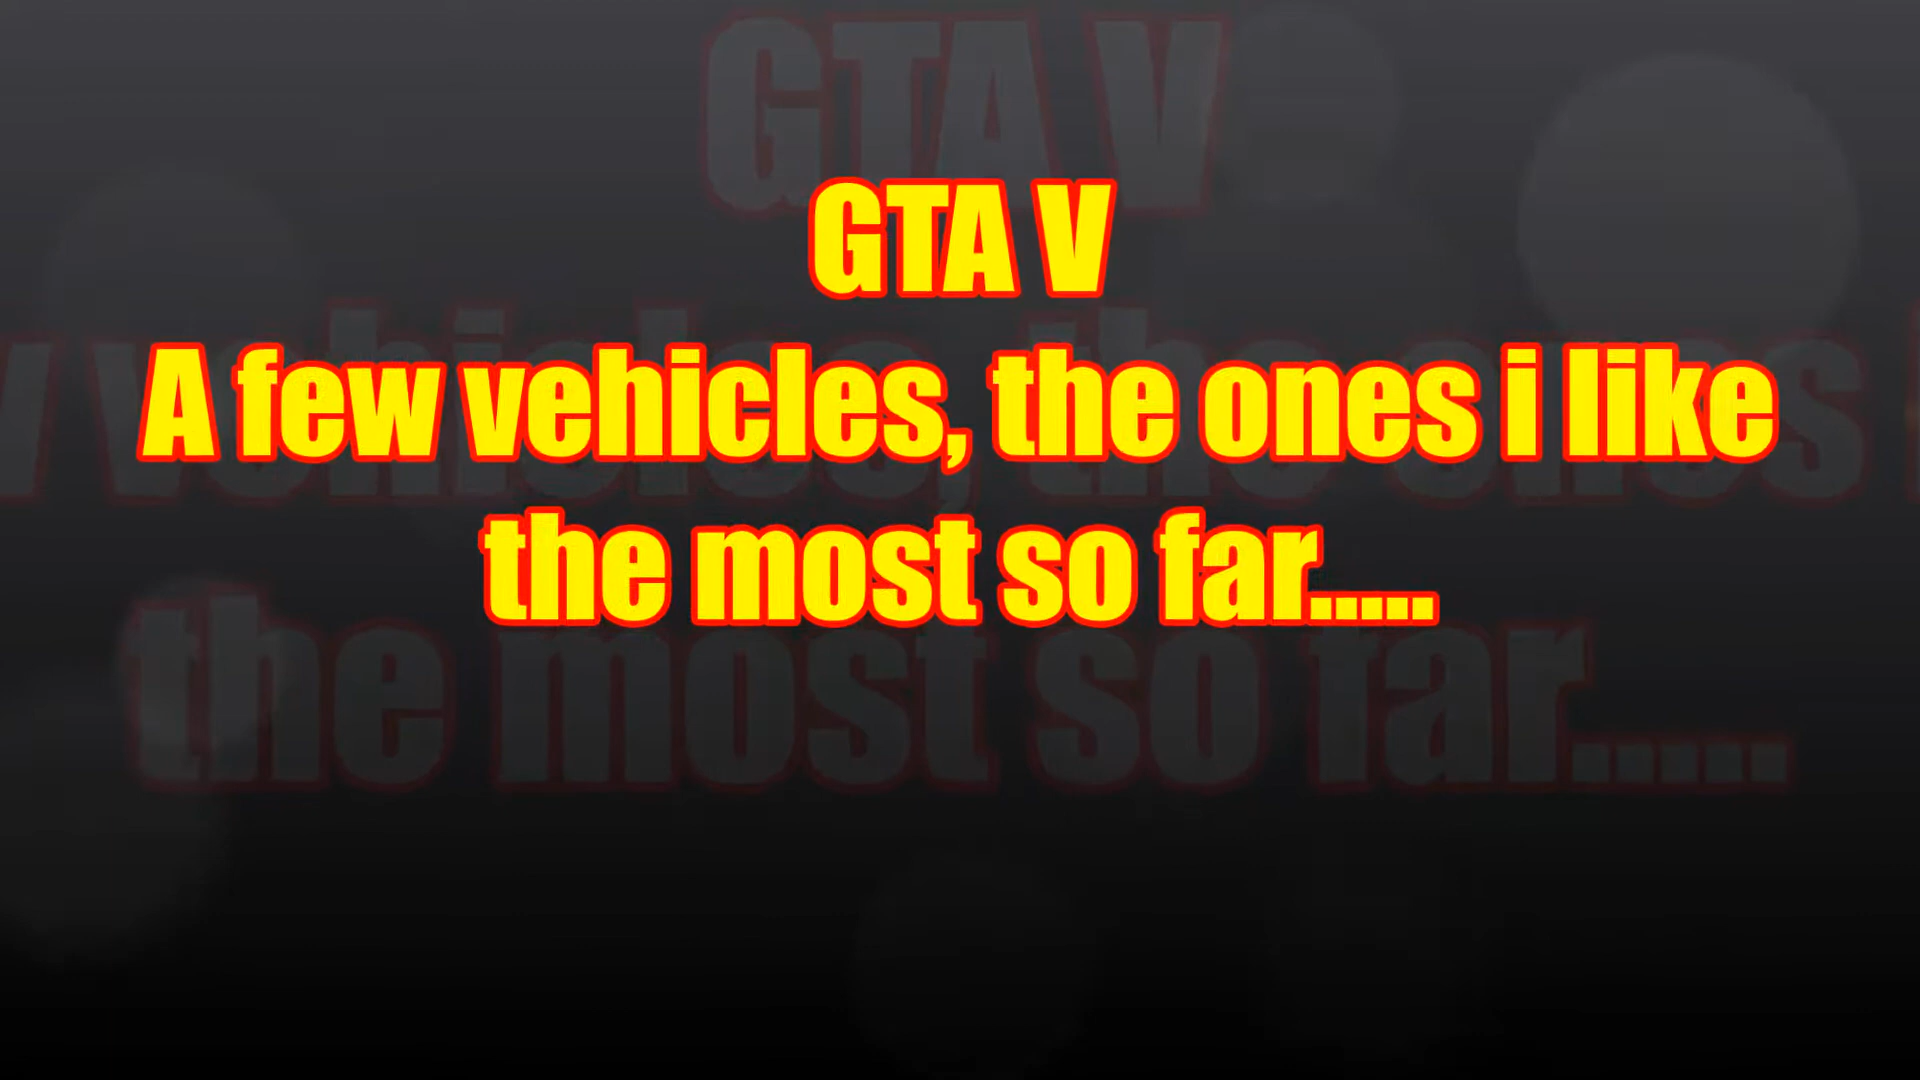 GTA V
A few vehicles, the ones i like
the most so far.....